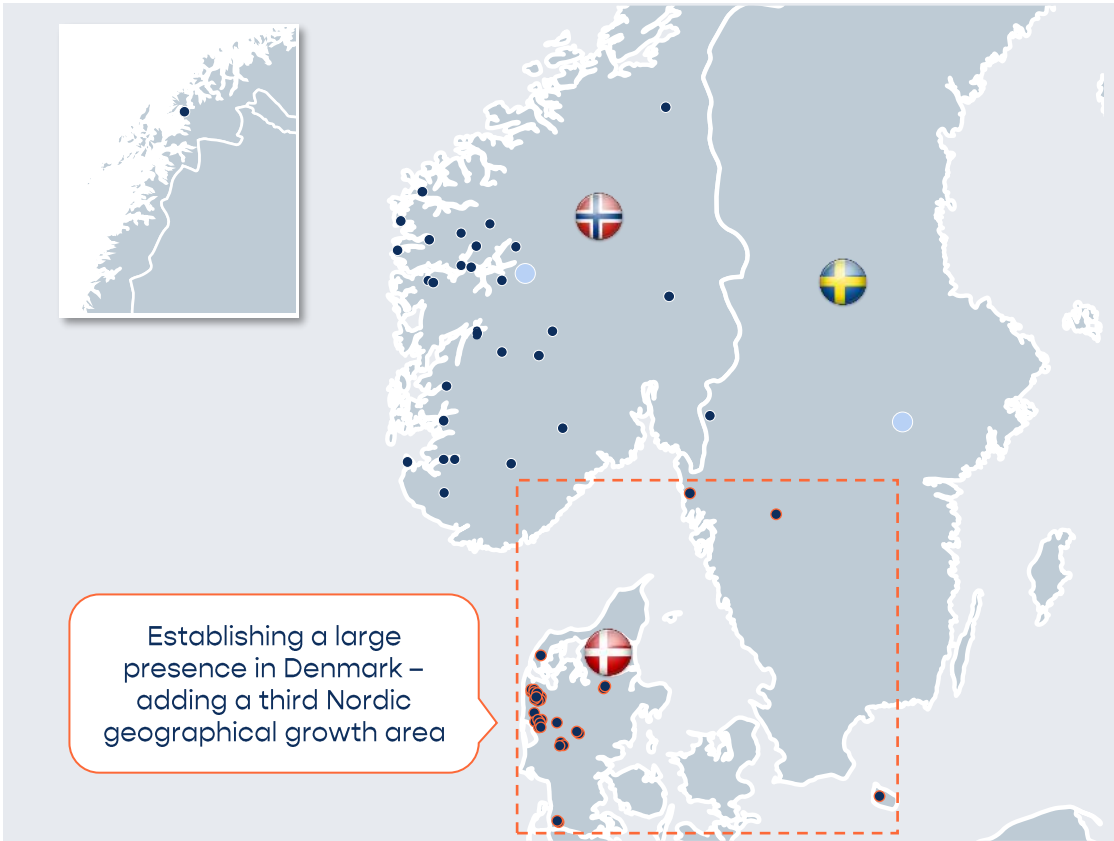 Establishing a large
presence in Denmark –
adding a third Nordic
geographical growth area